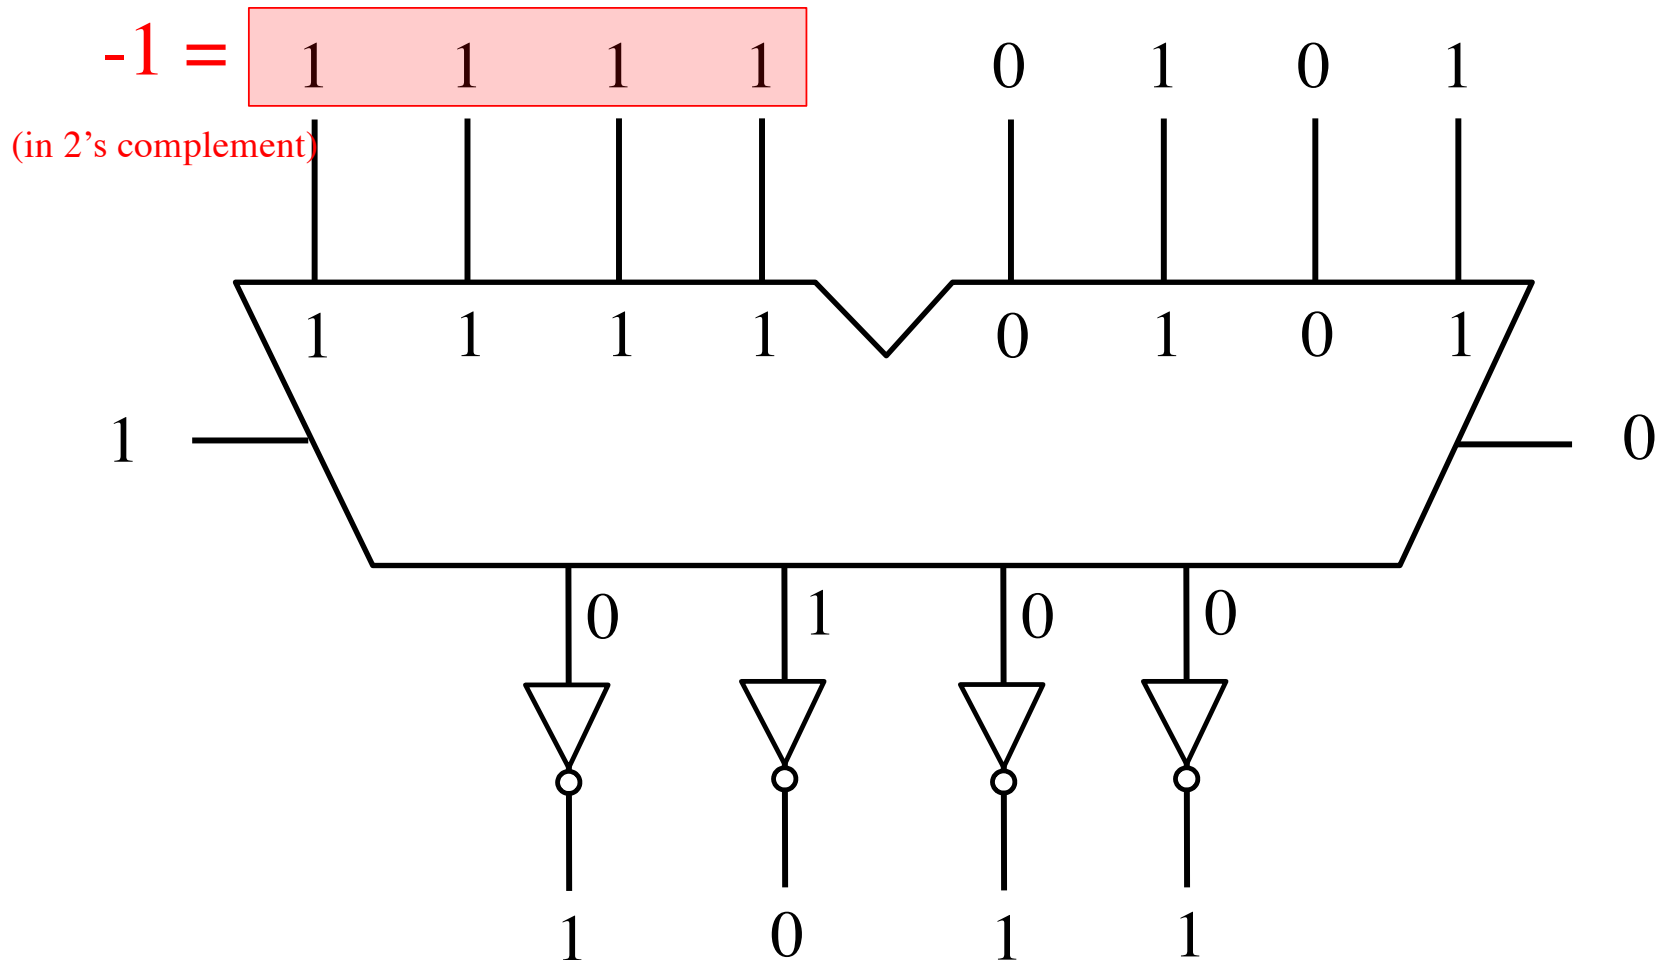 -1 = 1 1 1 1 0 1 0 1
(in 2’s complement)
1 1 1 1 0 1 0 1
1 0
0 1 0 0
1 0 1 1